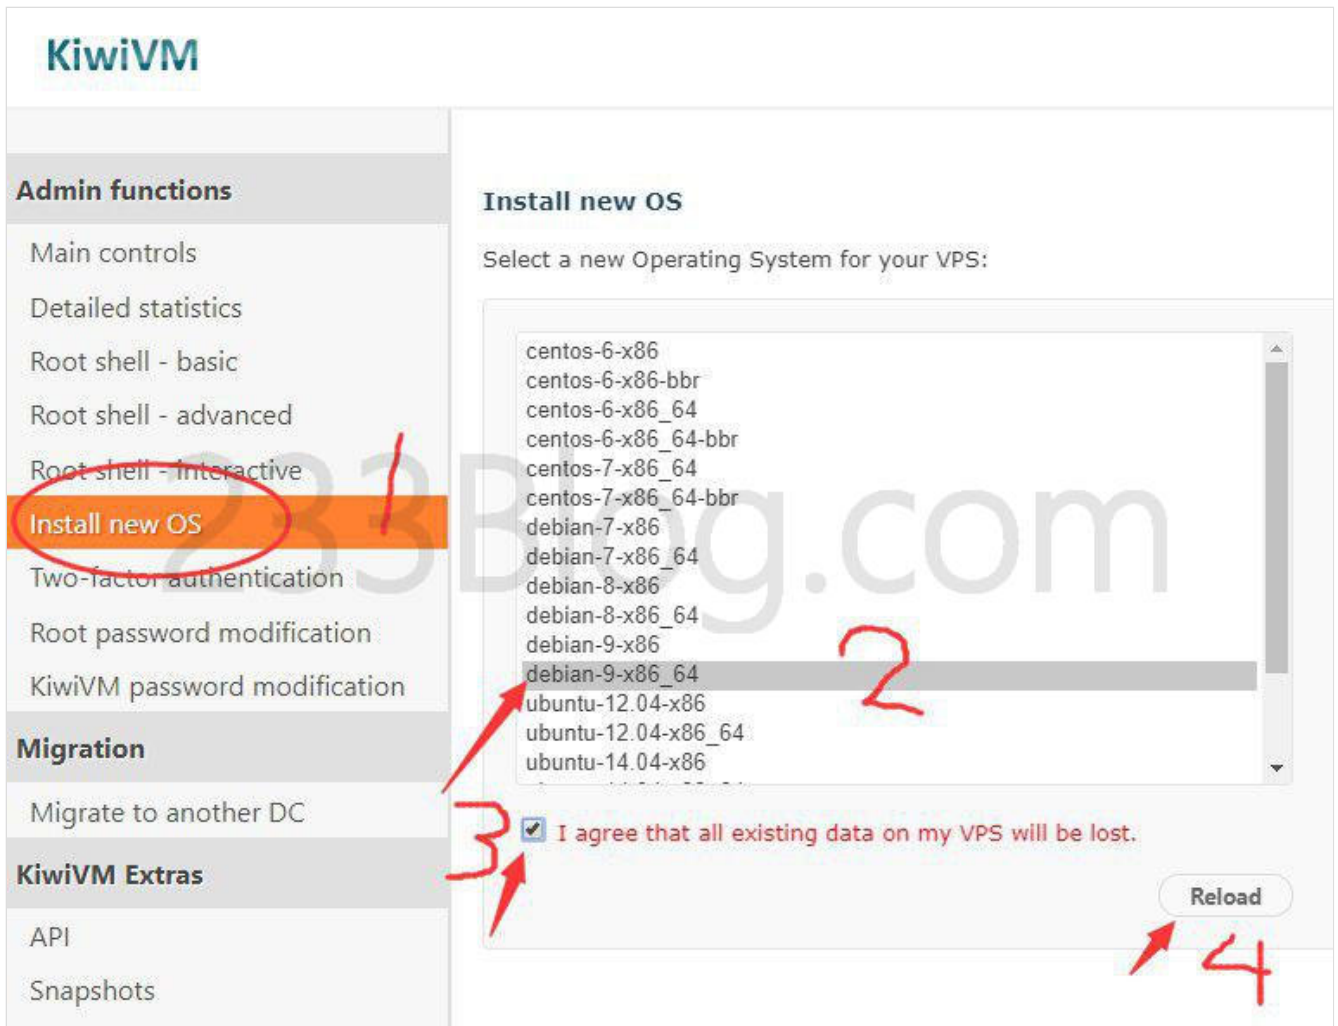 KiwiVM
Admin functions
Main controls
Detailed statistics
Root shell - basic
Root shell - advanced
Root shell - interactive
Install new OS
Two-factor authentication
Root password modification
KiwiVM password modification
Migration
Migrate to another DC
KiwiVM Extras
API
Snapshots
1
Install new OS
Select a new Operating System for your VPS:
centos-6-x86
centos-6-x86-bbr
centos-6-x86_64
centos-6-x86_64-bbr
centos-7-x86_64
centos-7-x86_64-bbr
debian-7-x86
debian-7-x86_64
debian-8-x86
debian-8-x86_64
debian-9-x86
debian-9-x86_64
ubuntu-12.04-x86
ubuntu-12.04-x86_64
ubuntu-14.04-x86
2
3
I agree that all existing data on my VPS will be lost.
Reload
4
233Blog.com